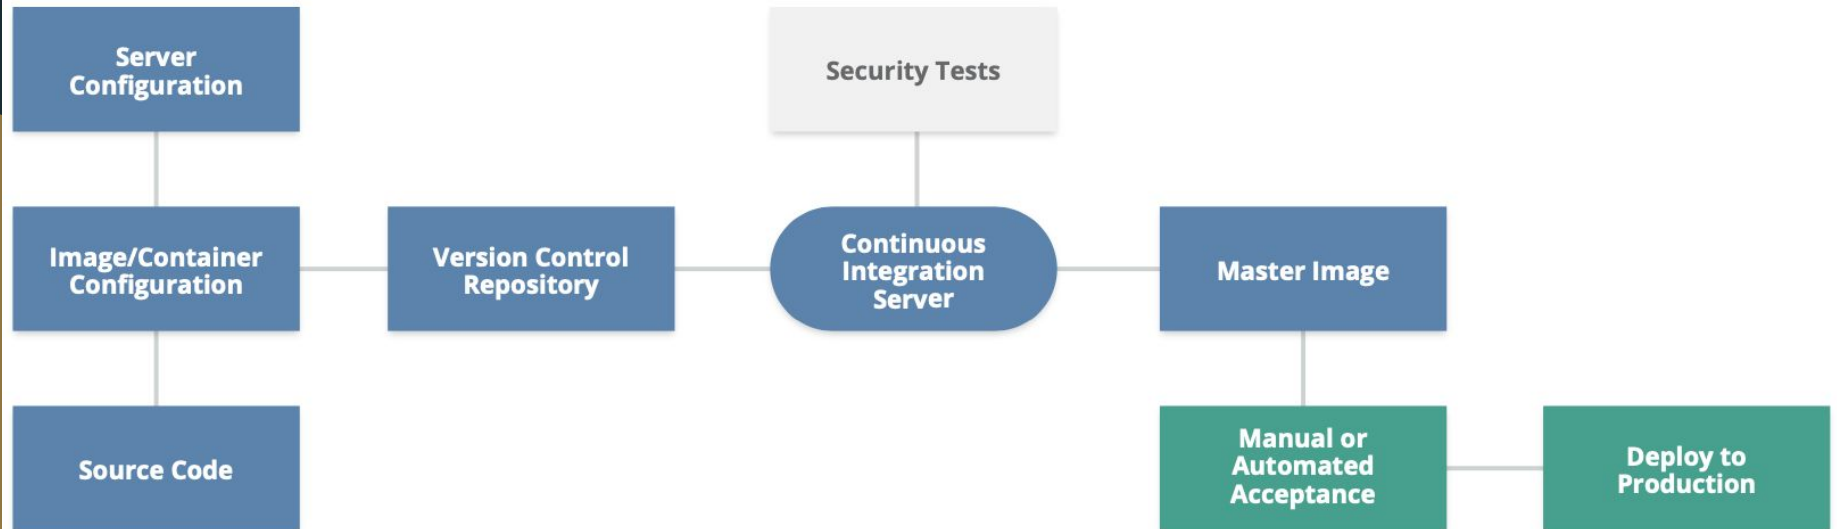 Server
Configuration
Security Tests
Image/Container
Configuration
Version Control
Repository
Continuous
Integration
Server
Master Image
Source Code
Manual or
Automated
Acceptance
Deploy to
Production